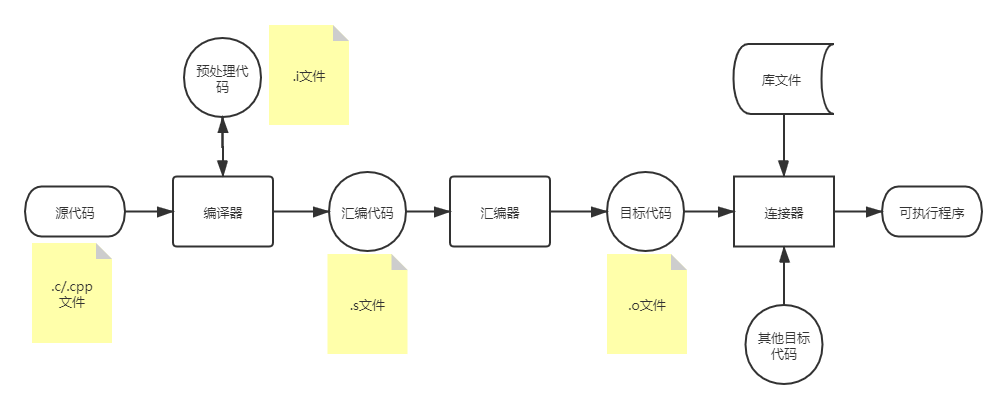 预处理代
码
.i文件
库文件
源代码
编译器
汇编代码
汇编器
目标代码
连接器
可执行程序
.c/.cpp
文件
.s文件
.o文件
其他目标
代码